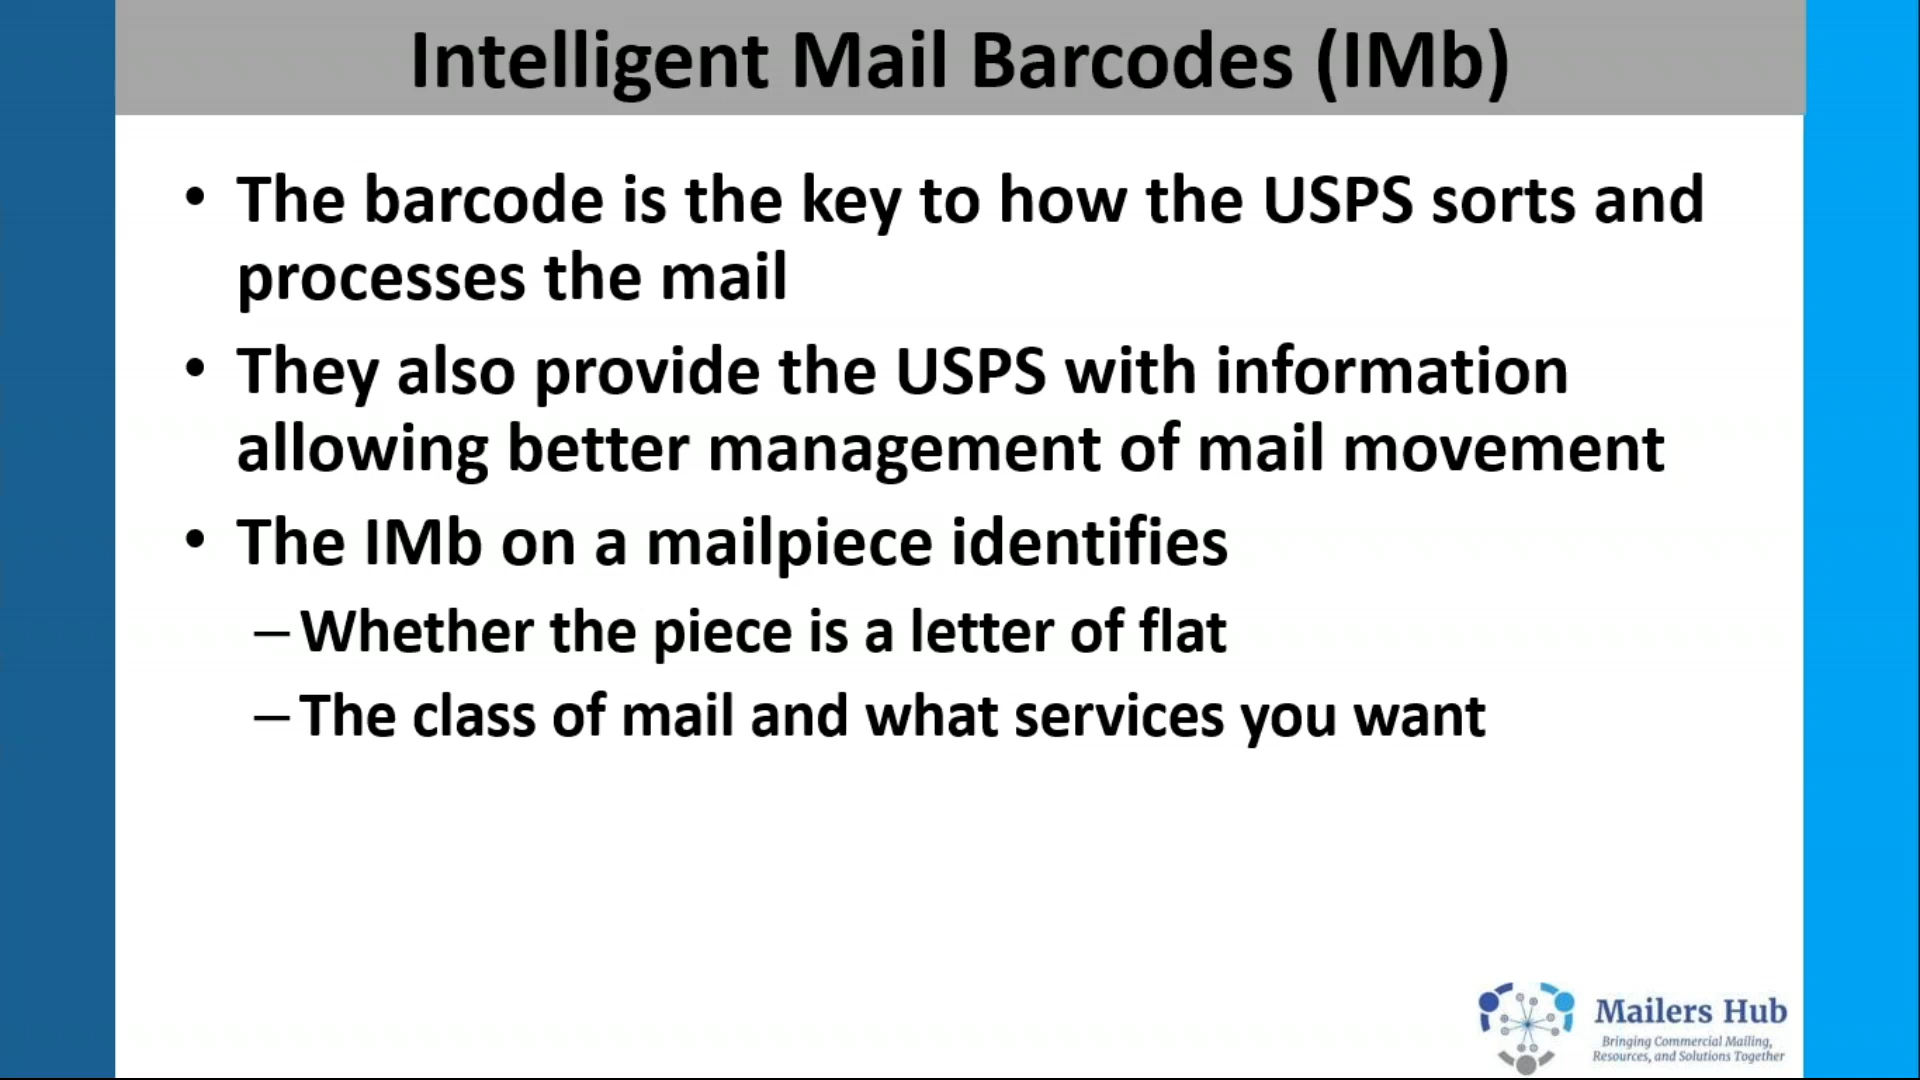 Intelligent Mail Barcodes (IMb)
• The barcode is the key to how the USPS sorts and
processes the mail
• They also provide the USPS with information
allowing better management of mail movement
• The IMb on a mailpiece identifies
– Whether the piece is a letter of flat
– The class of mail and what services you want
Mailers Hub
Bringing Commercial Mailing,
Resources, and Solutions Together